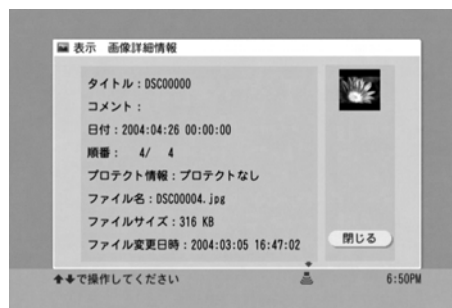 表示 画像詳細情報
タイトル：DSC00000
コメント：
日付：2004:04:26 00:00:00
順番： 4/ 4
プロテクト情報：プロテクトなし
ファイル名：DSC00004.jpg
ファイルサイズ：316 KB
ファイル変更日時：2004:03:05 16:47:02
閉じる
↑↓で操作してください
6:50PM